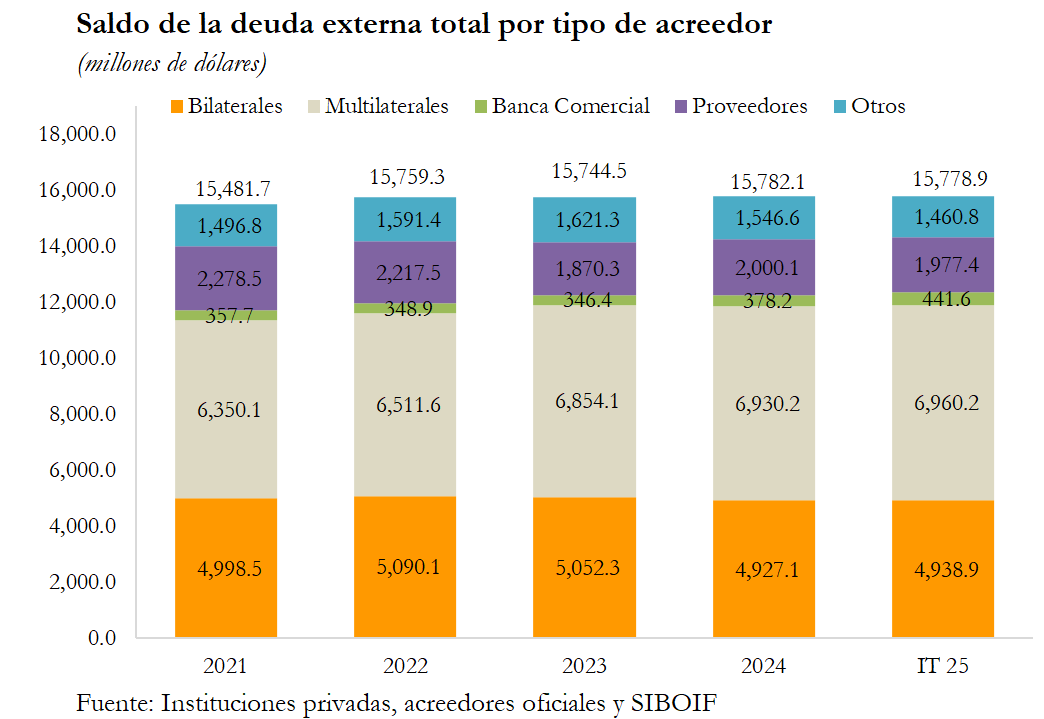 Saldo de la deuda externa total por tipo de acreedor
(millones de dólares)
Bilaterales Multilaterales Banca Comercial Proveedores Otros
18,000.0
16,000.0
14,000.0
12,000.0
10,000.0
8,000.0
6,000.0
4,000.0
2,000.0
0.0
15,481.7 15,759.3 15,744.5 15,782.1 15,778.9
1,496.8 1,591.4 1,621.3 1,546.6 1,460.8
2,278.5 2,217.5 1,870.3 2,000.1 1,977.4
357.7 348.9 346.4 378.2 441.6
6,350.1 6,511.6 6,854.1 6,930.2 6,960.2
4,998.5 5,090.1 5,052.3 4,927.1 4,938.9
2021 2022 2023 2024 IT 25
Fuente: Instituciones privadas, acreedores oficiales y SIBOIF